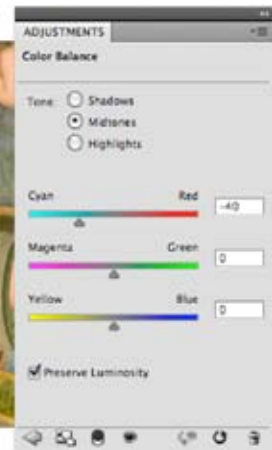 ADJUSTMENTS
Color Balance
Tone: Shadows
Midtones
Highlights
Cyan Red -40
Magenta Green 0
Yellow Blue 0
Preserve Luminosity